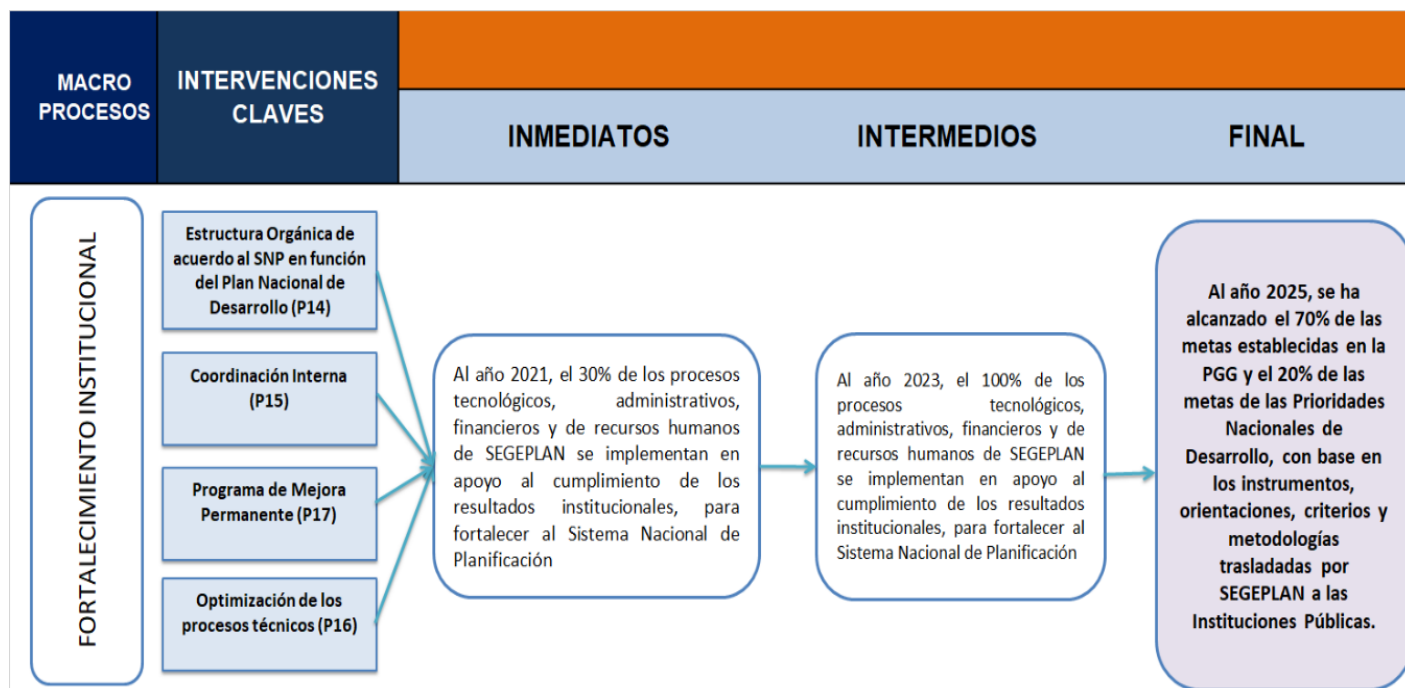 MACRO
PROCESOS
INTERVENCIONES
CLAVES
INMEDIATOS
INTERMEDIOS
FINAL
FORTALECIMIENTO INSTITUCIONAL
Estructura Orgánica de
acuerdo al SNP en función
del Plan Nacional de
Desarrollo (P14)
Coordinación Interna
(P15)
Programa de Mejora
Permanente (P17)
Optimización de los
procesos técnicos (P16)
Al año 2021, el 30% de los procesos
tecnológicos, administrativos,
financieros y de recursos humanos
de SEGEPLAN se implementan en
apoyo al cumplimiento de los
resultados institucionales, para
fortalecer al Sistema Nacional de
Planificación
Al año 2023, el 100% de los
procesos tecnológicos,
administrativos, financieros y de
recursos humanos de SEGEPLAN
se implementan en apoyo al
cumplimiento de los resultados
institucionales, para fortalecer al
Sistema Nacional de Planificación
Al año 2025, se ha
alcanzado el 70% de las
metas establecidas en la
PGG y el 20% de las
metas de las Prioridades
Nacionales de
Desarrollo, con base en
los instrumentos,
orientaciones, criterios y
metodologías
trasladadas por
SEGEPLAN a las
Instituciones Públicas.